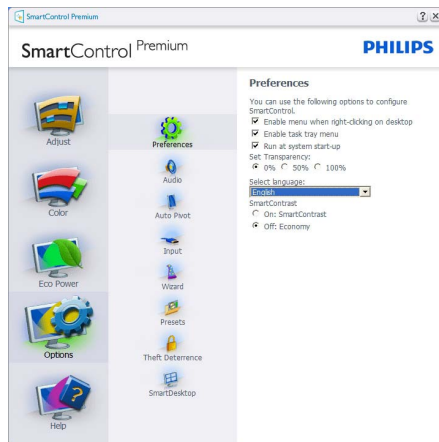 SmartControl Premium
SmartControl Premium
PHILIPS
Adjust
Color
Eco Power
Options
Help
Preferences
Audio
Auto Pivot
Input
Wizard
Presets
Theft Deterrence
SmartDesktop
Preferences
You can use the following options to configure
SmartControl.
Enable menu when right-clicking on desktop
Enable task tray menu
Run at system start-up
Set Transparency:
0% 50% 100%
Select language:
English
SmartContrast
On: SmartContrast
Off: Economy